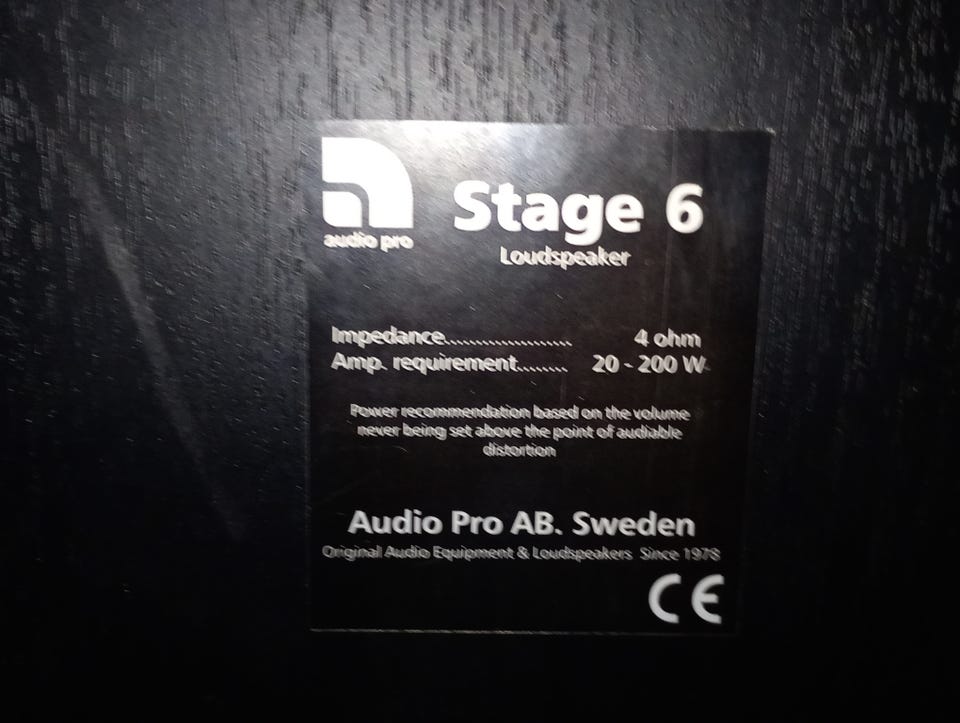 audio pro
Stage 6
Loudspeaker
Impedance.................... 4 ohm
Amp. requirement........ 20 - 200 W
Power recommendation based on the volume
never being set above the point of audiable
distortion
Audio Pro AB. Sweden
Original Audio Equipment & Loudspeakers Since 1978
CE